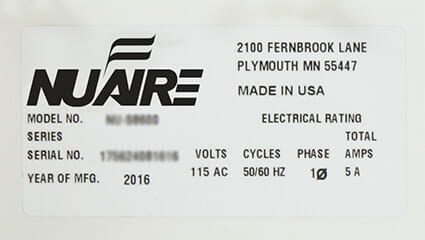 NUAIRE
2100 FERNBROOK LANE
PLYMOUTH MN 55447
MADE IN USA
MODEL NO. ELECTRICAL RATING
SERIES TOTAL
SERIAL NO. VOLTS CYCLES PHASE AMPS
YEAR OF MFG. 2016 115 AC 50/60 HZ 1Ø 5 A